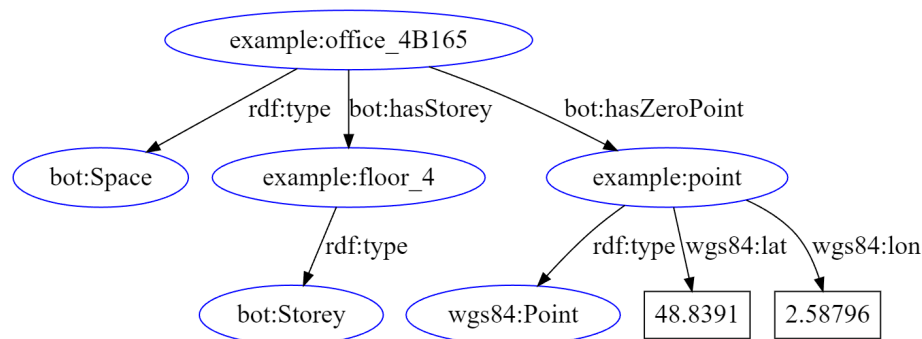 example:office_4B165
rdf:type
bot:hasStorey
bot:hasZeroPoint
bot:Space
example:floor_4
example:point
rdf:type
rdf:type
wgs84:lat
wgs84:lon
bot:Storey
wgs84:Point
48.8391
2.58796